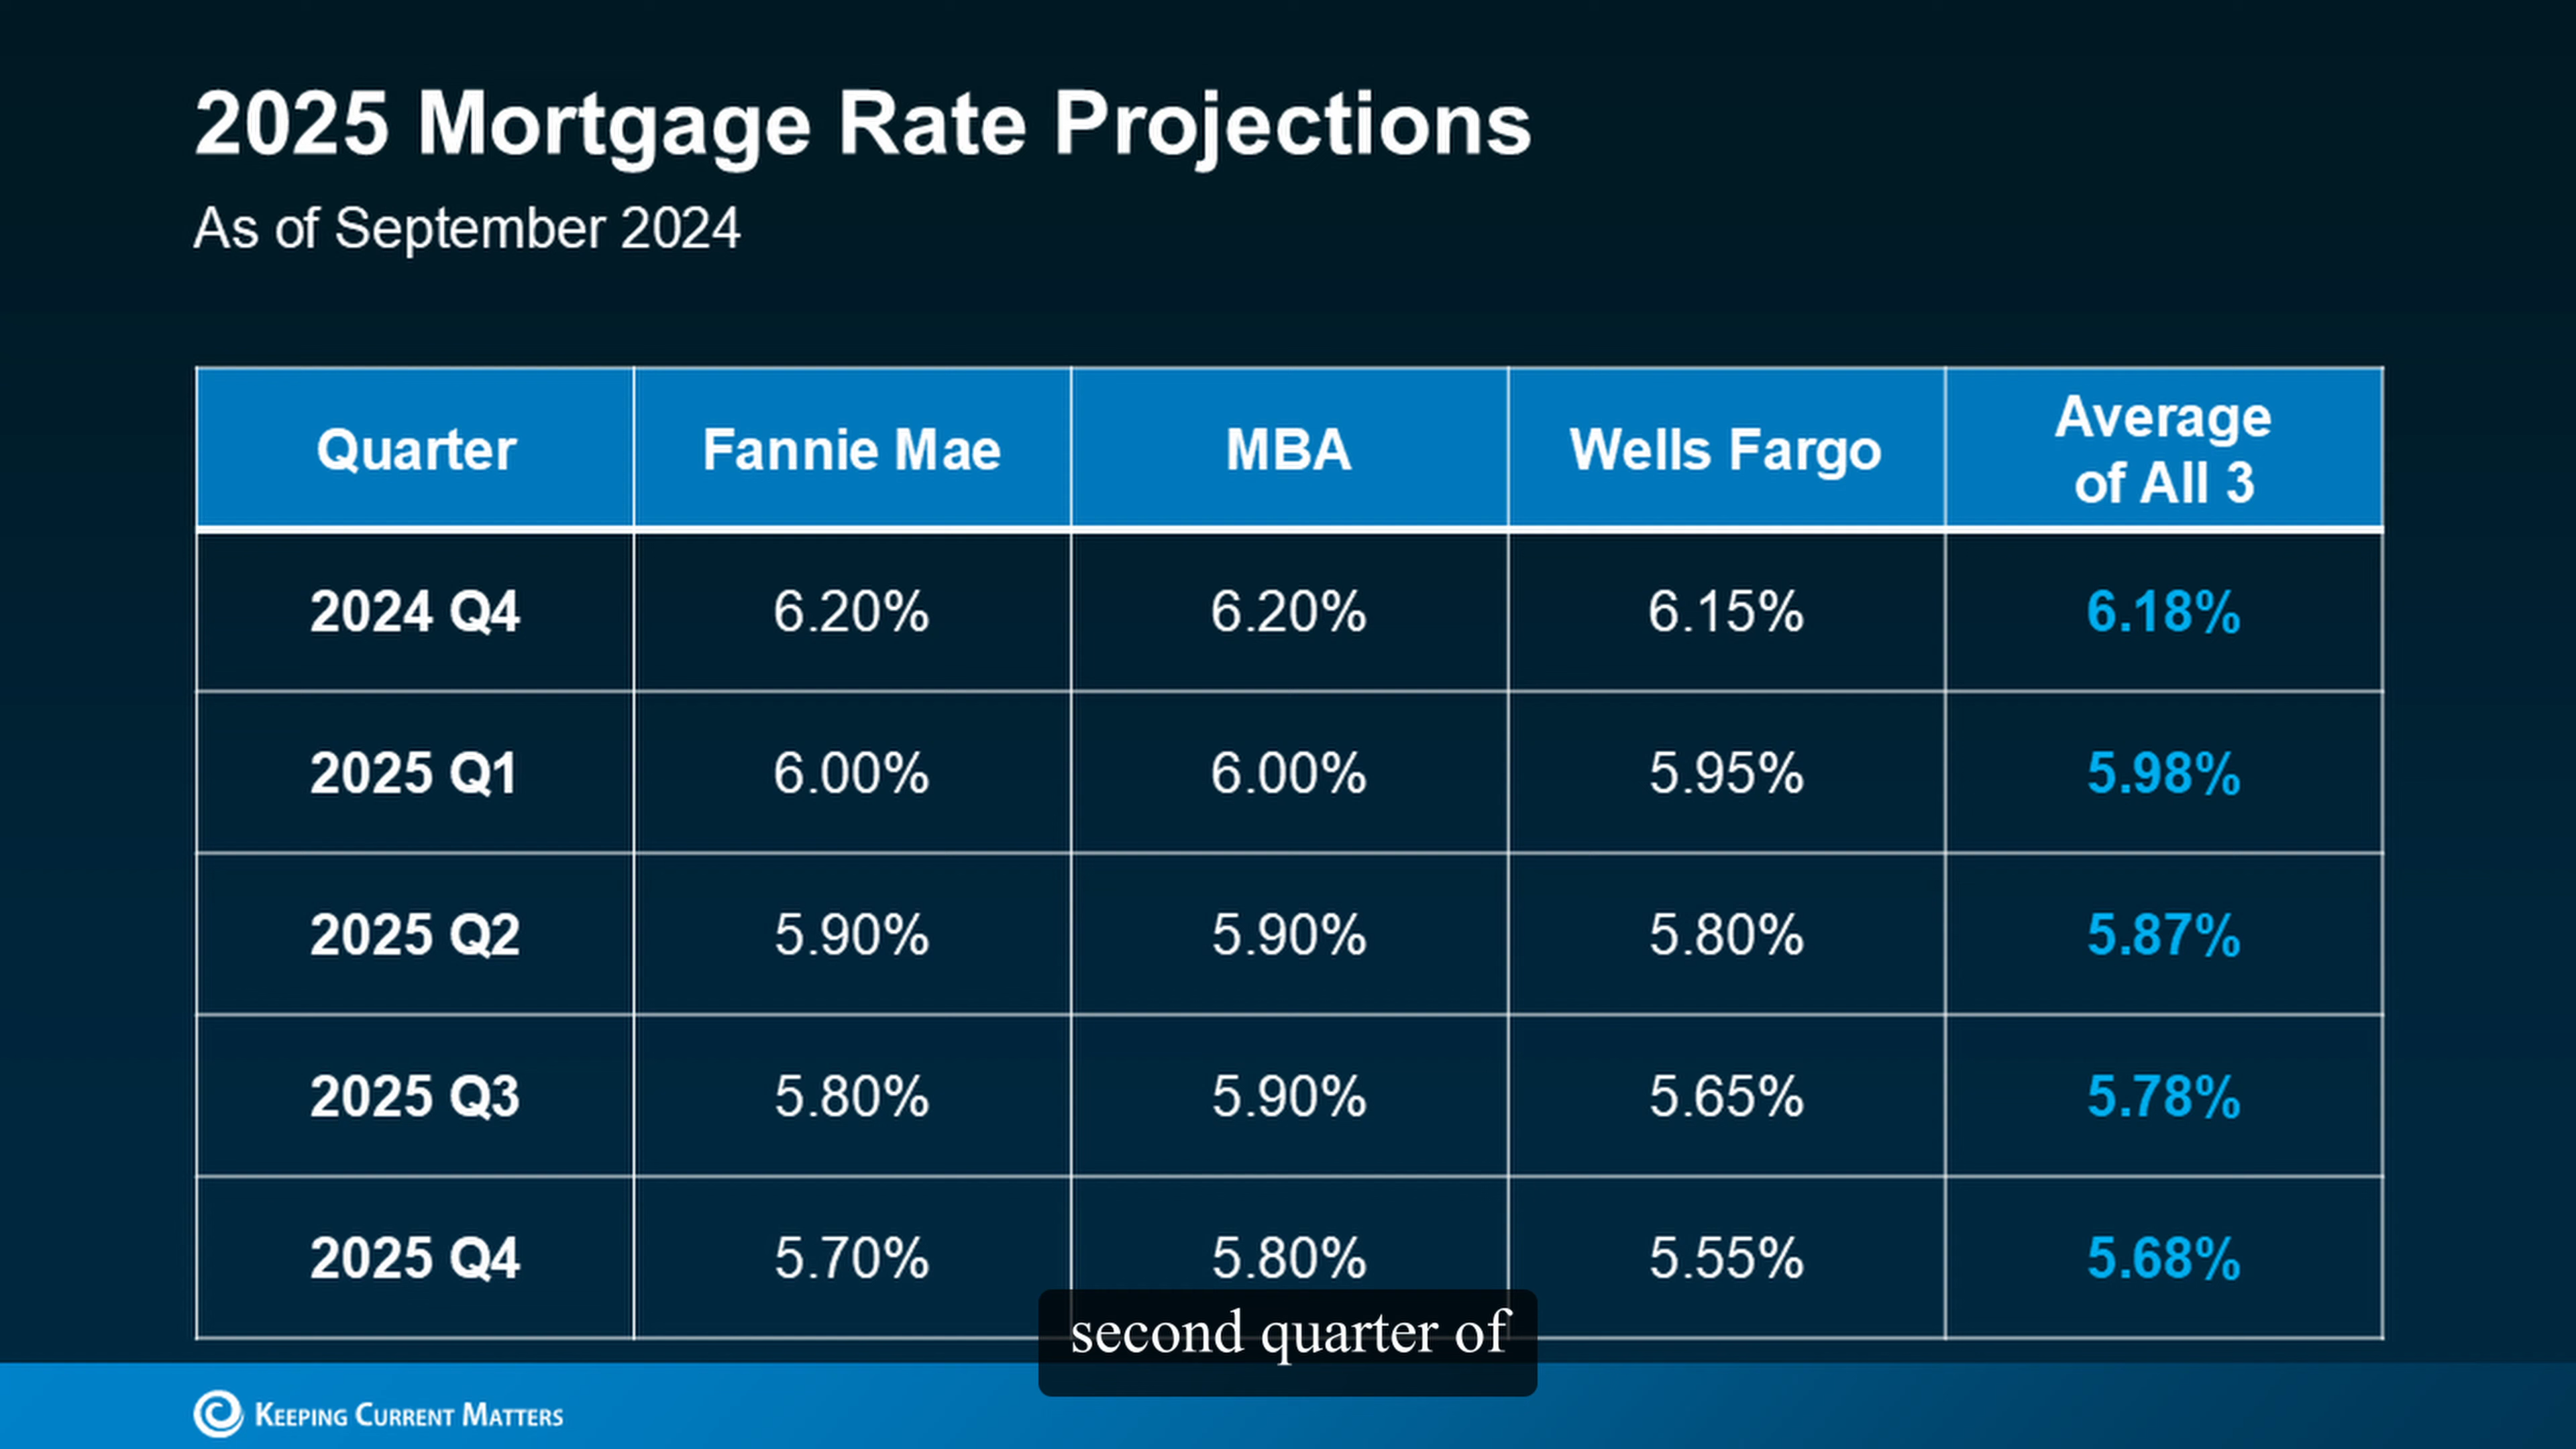 2025 Mortgage Rate Projections
As of September 2024
Quarter Fannie Mae MBA Wells Fargo Average of All 3
2024 Q4 6.20% 6.20% 6.15% 6.18%
2025 Q1 6.00% 6.00% 5.95% 5.98%
2025 Q2 5.90% 5.90% 5.80% 5.87%
2025 Q3 5.80% 5.90% 5.65% 5.78%
2025 Q4 5.70% 5.80% 5.55% 5.68%
second quarter of
KEEPING CURRENT MATTERS